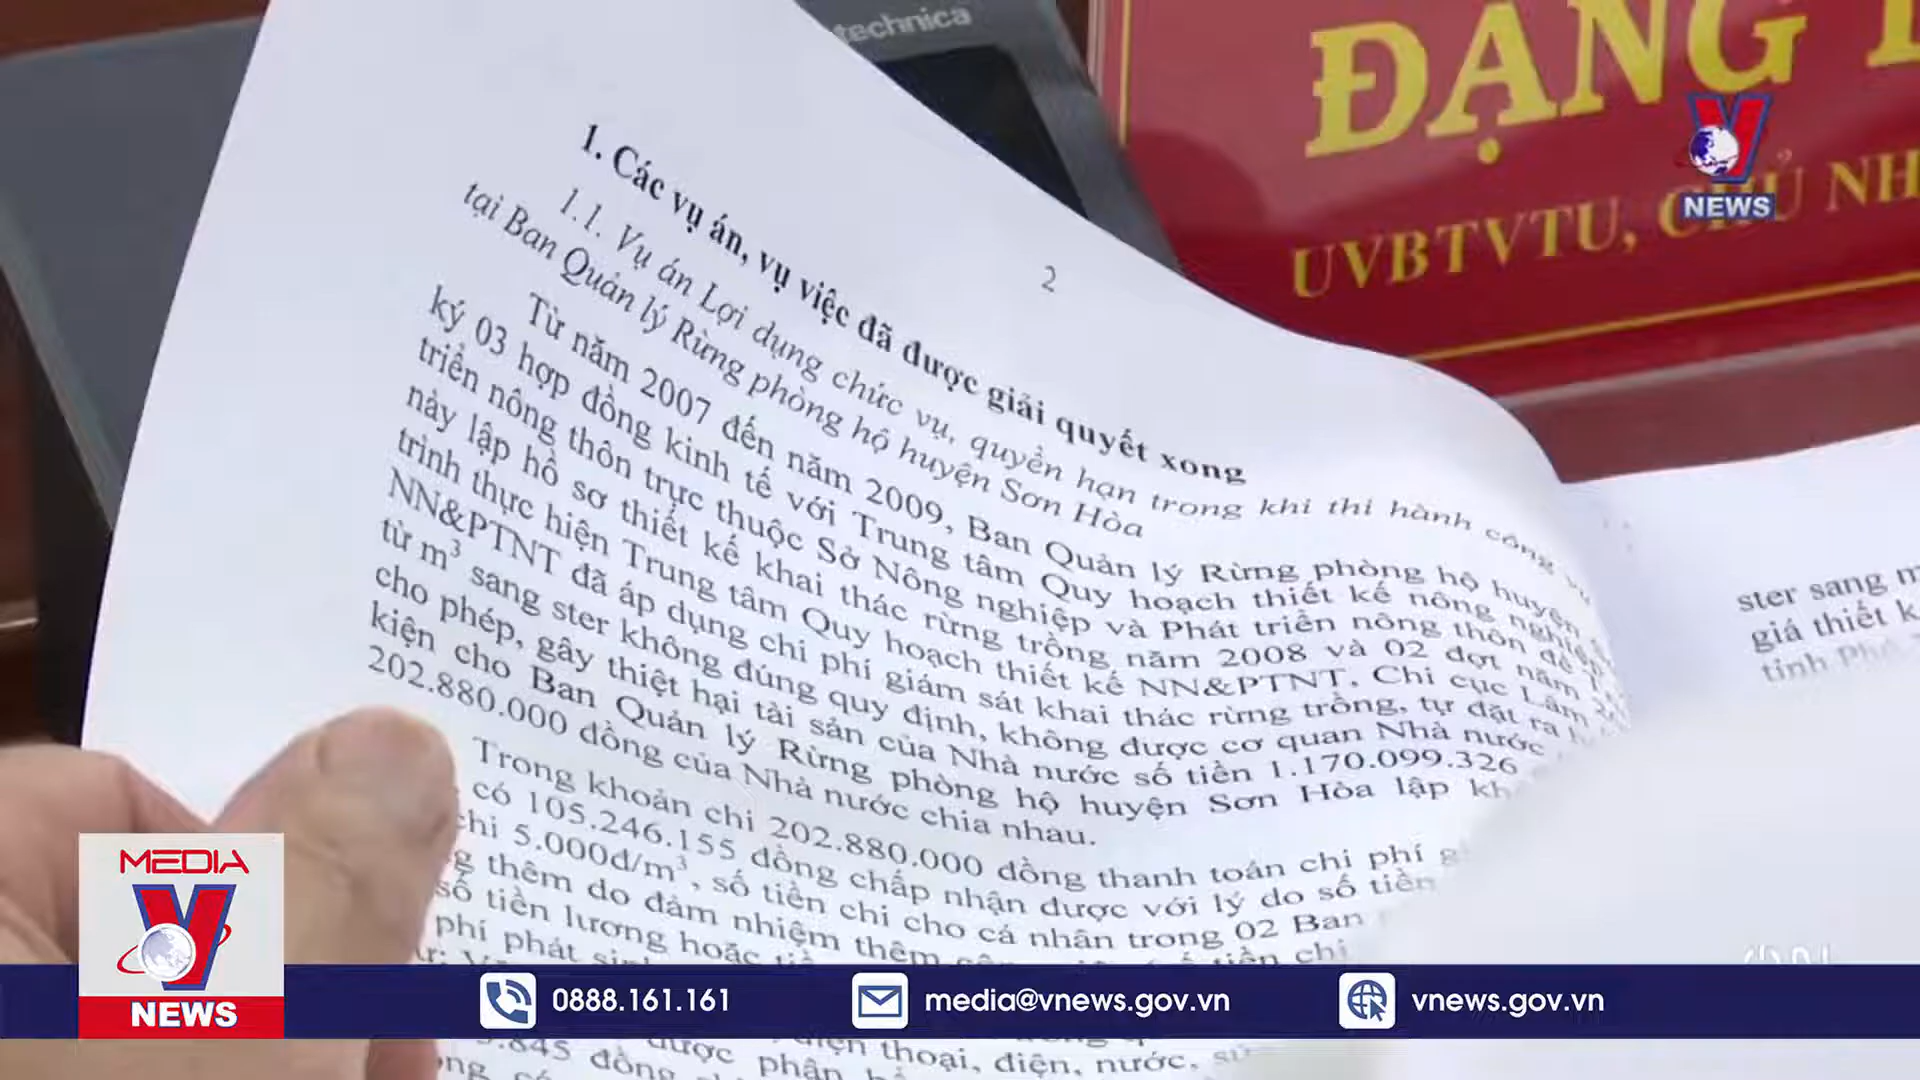 technica
ĐẠNG
UVBTVTU, CHỦ NH
NEWS
2
1. Các vụ án, vụ việc đã được giải quyết xong
1.1. Vụ án Lợi dụng chức vụ, quyền hạn trong khi thi hành công vụ
tại Ban Quản lý Rừng phòng hộ huyện Sơn Hòa
Từ năm 2007 đến năm 2009, Ban Quản lý Rừng phòng hộ huyện
ký 03 hợp đồng kinh tế với Trung tâm Quy hoạch thiết kế nông nghiệp
triển nông thôn trực thuộc Sở Nông nghiệp và Phát triển nông thôn để
này lập hồ sơ thiết kế khai thác rừng trồng năm 2008 và 02 đợt năm
trình thực hiện Trung tâm Quy hoạch thiết kế NN&PTNT, Chi cục Lâm
NN&PTNT đã áp dụng chi phí giám sát khai thác rừng trồng, tự đặt ra
từ m³ sang ster không đúng quy định, không được cơ quan Nhà nước
cho phép, gây thiệt hại tài sản của Nhà nước số tiền 1.170.099.326
kiện cho Ban Quản lý Rừng phòng hộ huyện Sơn Hòa lập
202.880.000 đồng của Nhà nước chia nhau.
Trong khoản chi 202.880.000 đồng thanh toán chi phí
có 105.246.155 đồng chấp nhận được với lý do số tiền
chi 5.000đ/m³, số tiền chi cho cá nhân trong 02 Ban
thêm do đảm nhiệm thêm
số tiền lương hoặc
phí phát
điện thoại, điện, nước,
.845 đồng
được phân
ster sang m
giá thiết k
tỉnh
MEDIA
NEWS
0888.161.161
media@vnews.gov.vn
vnews.gov.vn